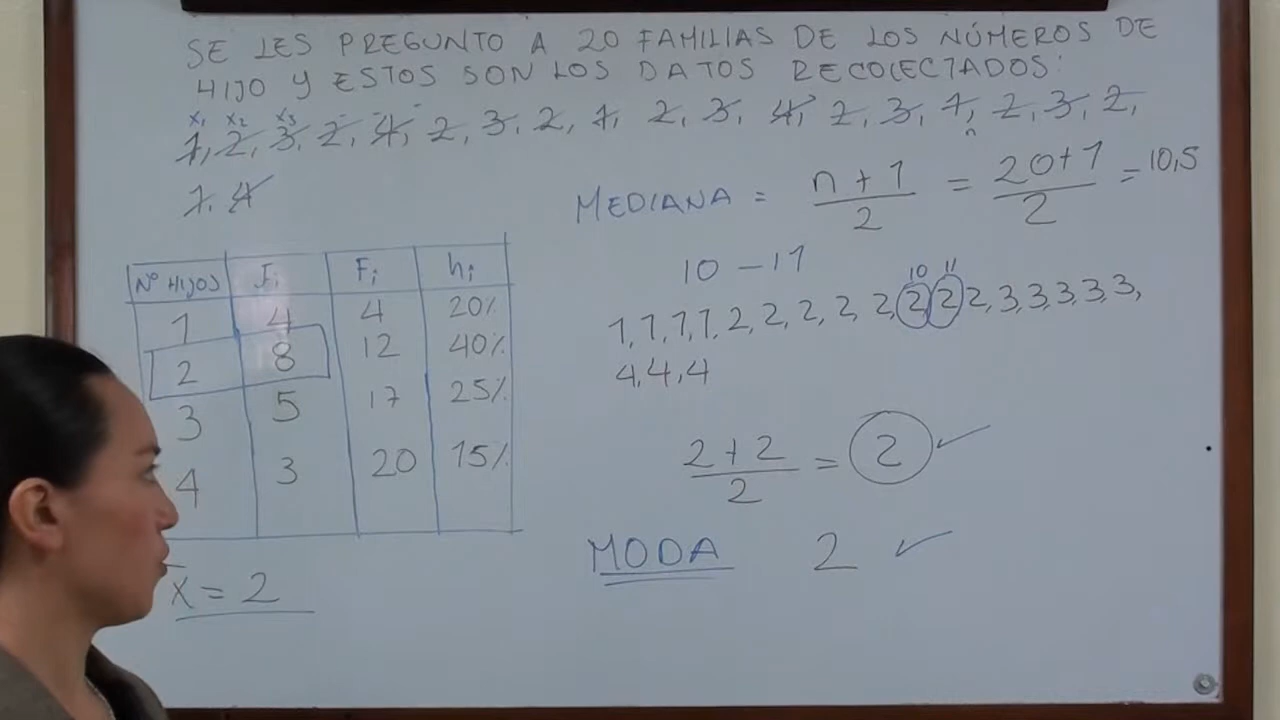 SE LES PREGUNTO A 20 FAMILIAS DE LOS NÚMEROS DE
HIJO Y ESTOS SON LOS DATOS RECOLECTADOS:
x₁ x₂ x₃
1, 2, 3, 2, 4, 2, 3, 2, 1, 2, 3, 4, 2, 3, 1, 2, 3, 2,
1, 4
MEDIANA = (n + 1)/2 = (20+1)/2 = 10,5
10 – 11
10 11
1, 1, 1, 1, 2, 2, 2, 2, 2, 2, 2, 2, 3, 3, 3, 3, 3,
4, 4, 4
(2 + 2)/2 = 2 ✓
MODA 2 ✓
Nº HIJOS fi Fi hi
1 4 4 20%
2 8 12 40%
3 5 17 25%
4 3 20 15%
x̄ = 2